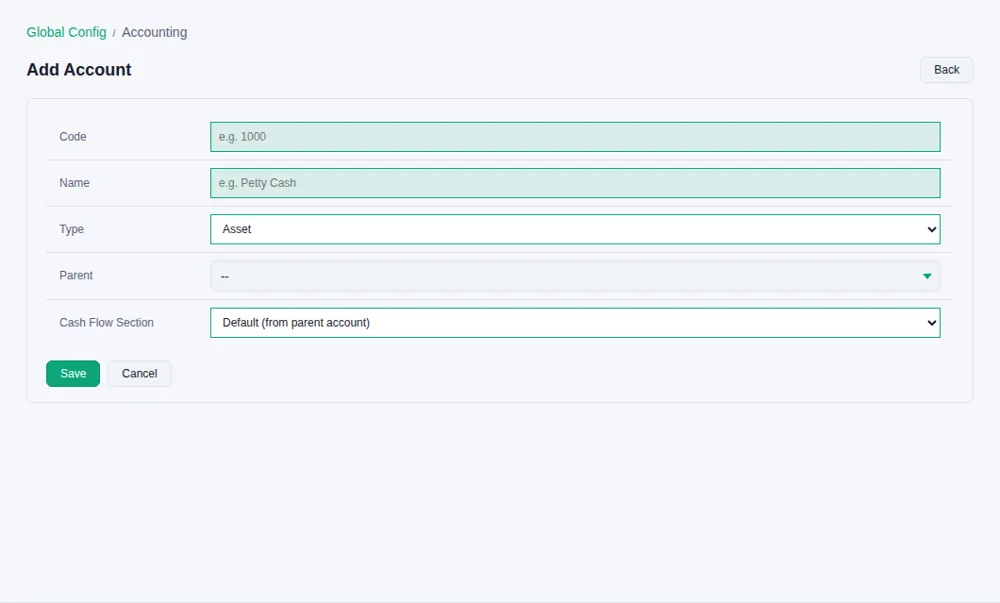 Global Config / Accounting
Add Account
Back
Code
e.g. 1000
Name
e.g. Petty Cash
Type
Asset
Parent
--
Cash Flow Section
Default (from parent account)
Save
Cancel